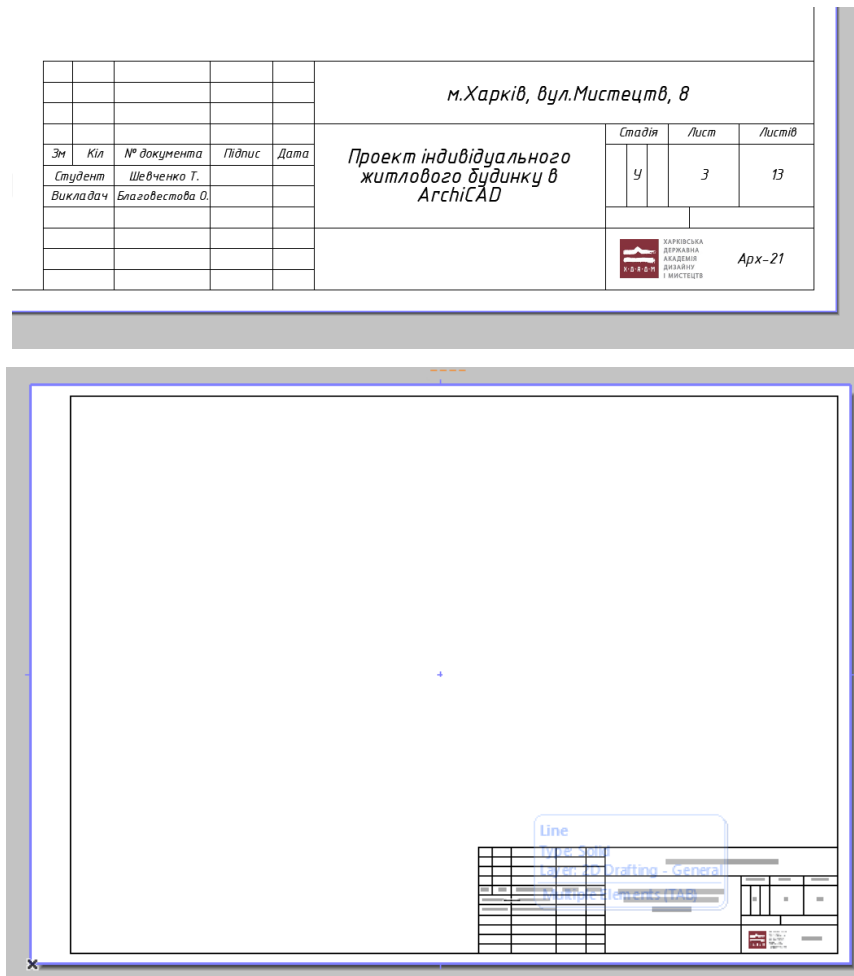 м.Харків, вул.Мистецтв, 8
Стадія Лист Листів
Зм Кіл № документа Підпис Дата
Проект індивідуального
житлового будинку в
ArchiCAD
Студент Шевченко Т.
Викладач Благовестова О.
У 3 13
ХАРКІВСЬКА
ДЕРЖАВНА
АКАДЕМІЯ
ДИЗАЙНУ
І МИСТЕЦТВ
Х·Д·А·Д·М
Арх-21
Line
Type: Solid
Layer: 2D Drafting - General
Multiple Elements (TAB)